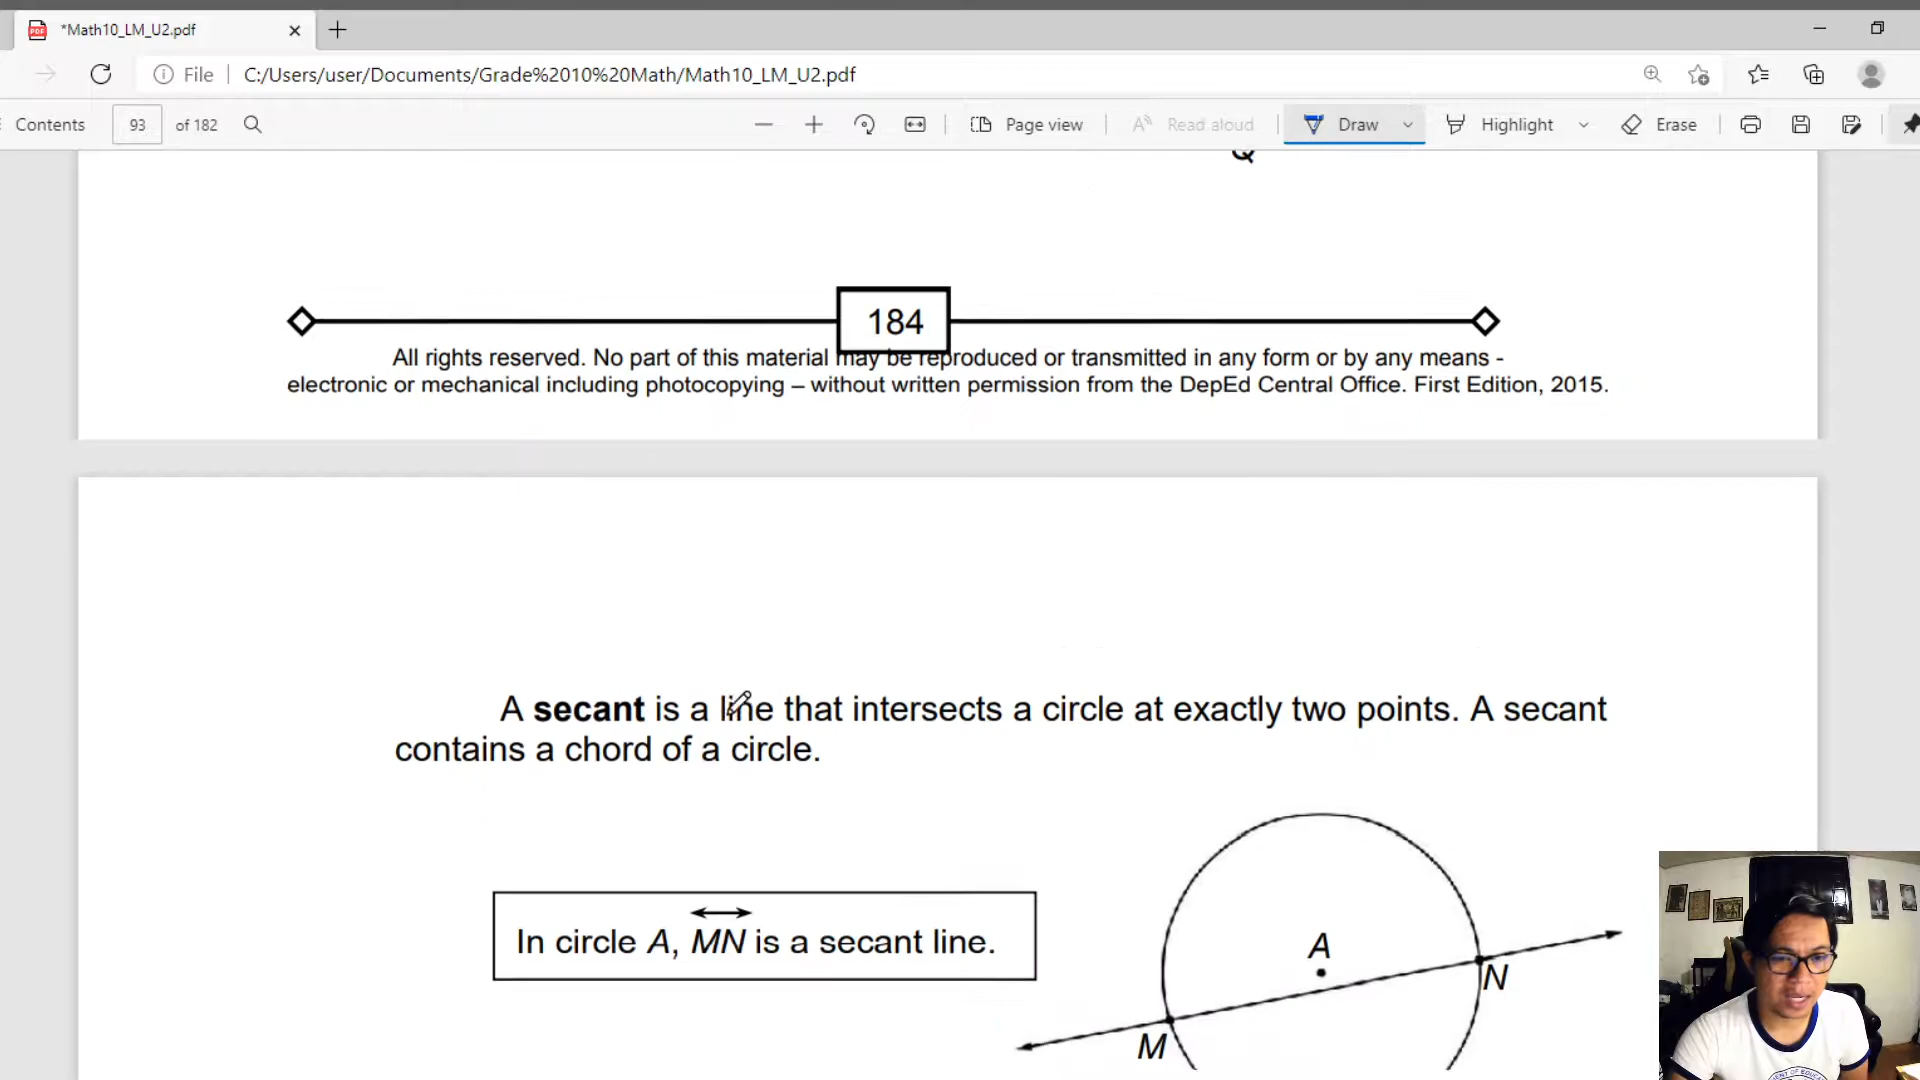 *Math10_LM_U2.pdf
File
C:/Users/user/Documents/Grade%2010%20Math/Math10_LM_U2.pdf
Contents
93
of 182
Page view
Read aloud
Draw
Highlight
Erase
Q
184
All rights reserved. No part of this material may be reproduced or transmitted in any form or by any means -
electronic or mechanical including photocopying – without written permission from the DepEd Central Office. First Edition, 2015.
A secant is a line that intersects a circle at exactly two points. A secant
contains a chord of a circle.
In circle A, MN is a secant line.
A
N
M